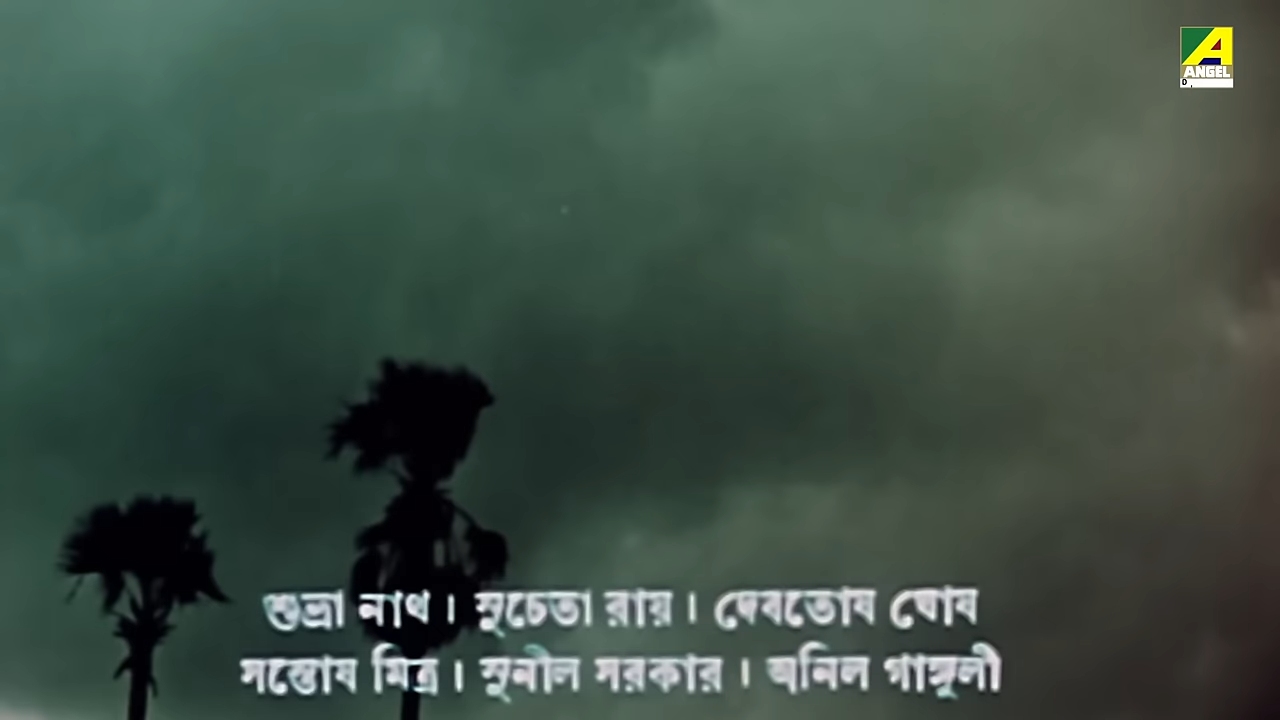 ANGEL
শুভ্রা নাথ । সুচেতা রায় । দেবতোষ ঘোষ
সন্তোষ মিত্র । সুনীল সরকার । অনিল গাঙ্গুলী